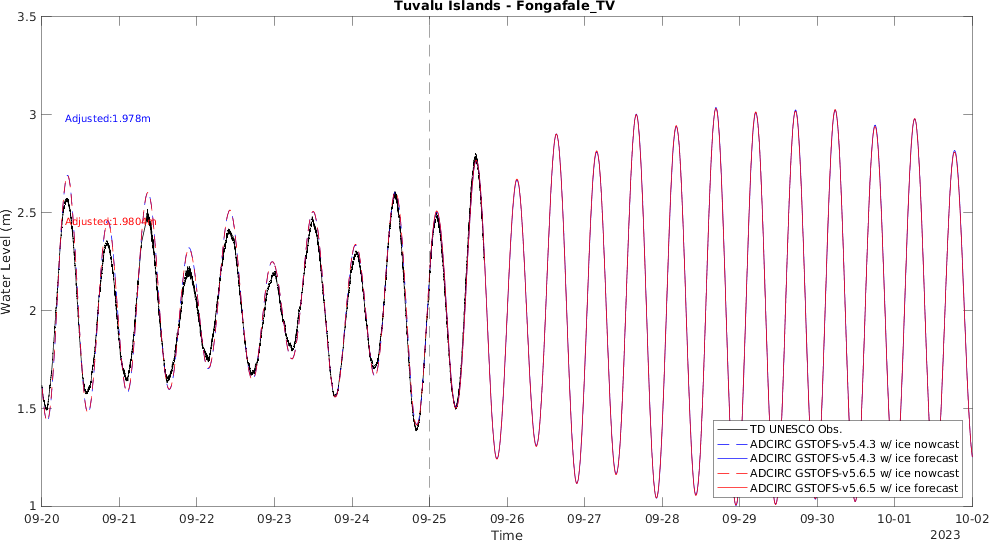 Tuvalu Islands - Fongafale_TV
3.5
3
2.5
2
1.5
1
Water Level (m)
Adjusted:1.978m
Adjusted:1.9804m
TD UNESCO Obs.
ADCIRC GSTOFS-v5.4.3 w/ ice nowcast
ADCIRC GSTOFS-v5.4.3 w/ ice forecast
ADCIRC GSTOFS-v5.6.5 w/ ice nowcast
ADCIRC GSTOFS-v5.6.5 w/ ice forecast
09-20 09-21 09-22 09-23 09-24 09-25 09-26 09-27 09-28 09-29 09-30 10-01 10-02
Time
2023